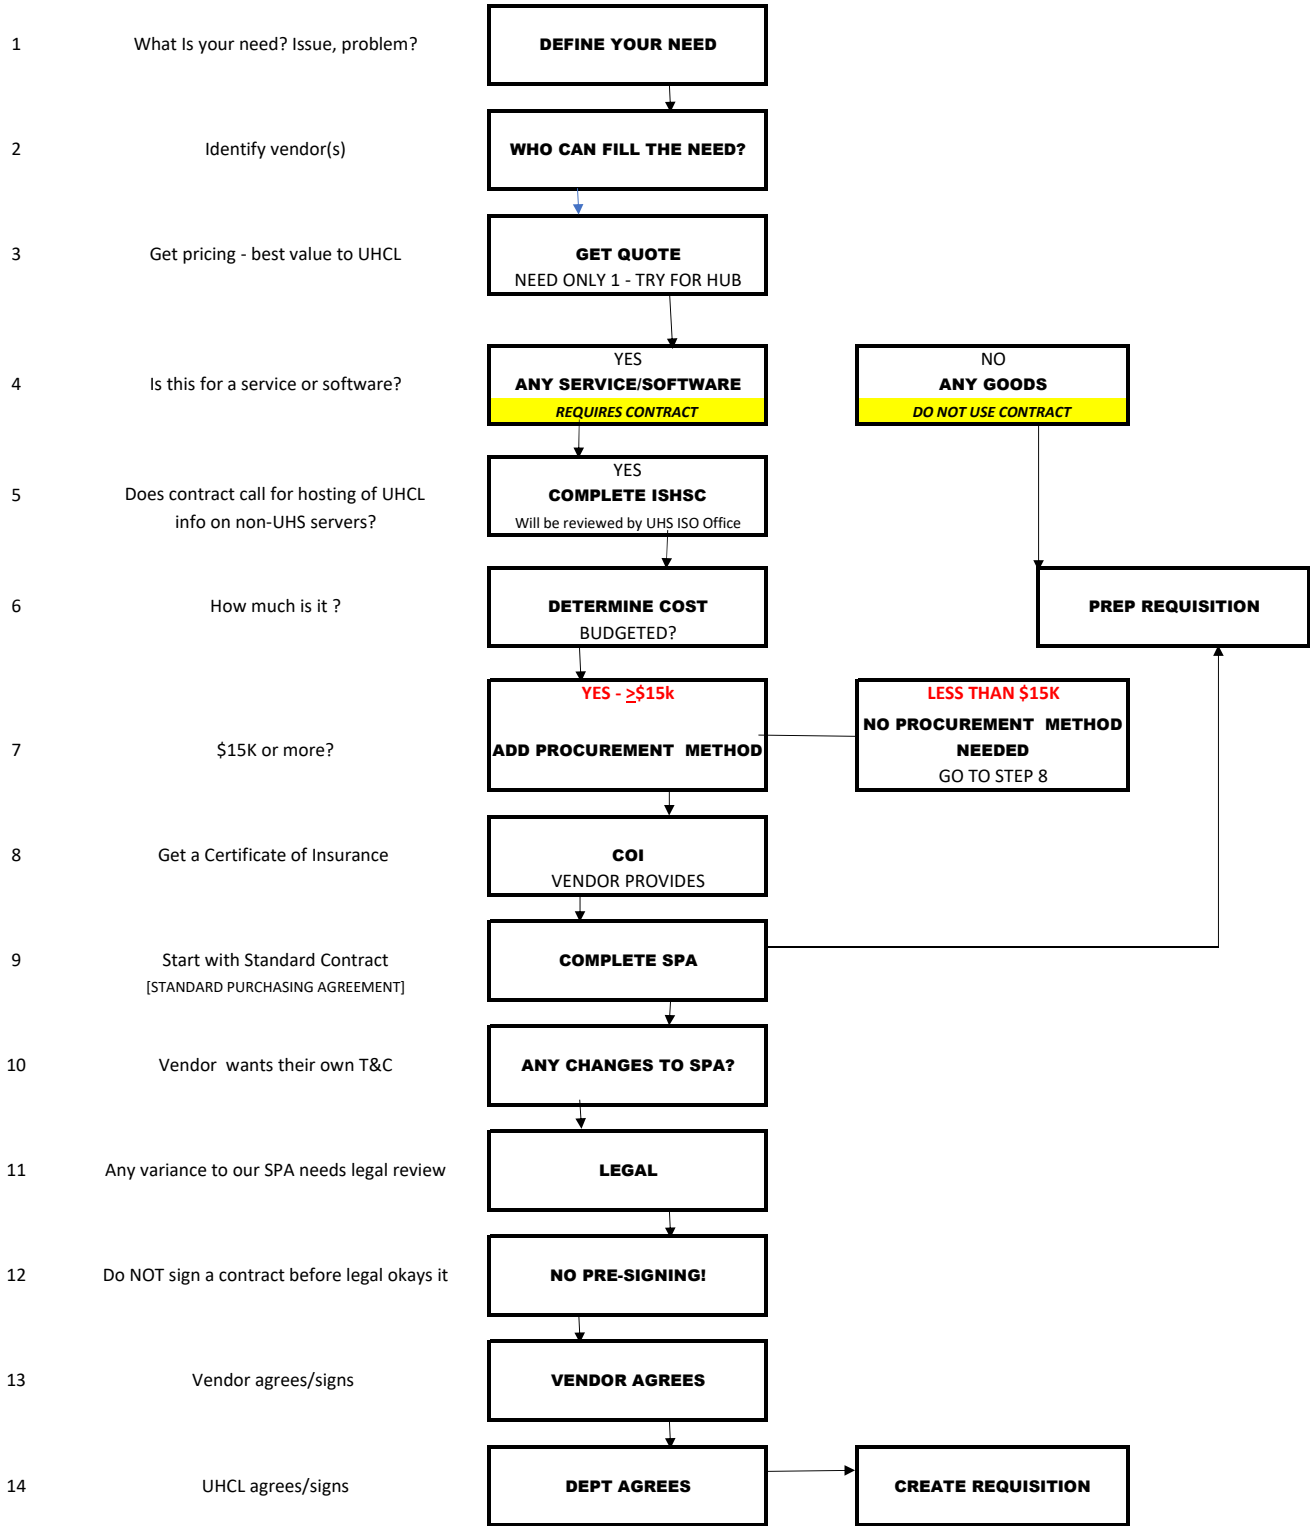 1
What Is your need? Issue, problem?
DEFINE YOUR NEED
2
Identify vendor(s)
WHO CAN FILL THE NEED?
3
Get pricing - best value to UHCL
GET QUOTE
NEED ONLY 1 - TRY FOR HUB
4
Is this for a service or software?
YES
ANY SERVICE/SOFTWARE
REQUIRES CONTRACT
NO
ANY GOODS
DO NOT USE CONTRACT
5
Does contract call for hosting of UHCL
info on non-UHS servers?
YES
COMPLETE ISHSC
Will be reviewed by UHS ISO Office
6
How much is it ?
DETERMINE COST
BUDGETED?
PREP REQUISITION
7
$15K or more?
YES - ≥$15k
ADD PROCUREMENT METHOD
LESS THAN $15K
NO PROCUREMENT METHOD
NEEDED
GO TO STEP 8
8
Get a Certificate of Insurance
COI
VENDOR PROVIDES
9
Start with Standard Contract
[STANDARD PURCHASING AGREEMENT]
COMPLETE SPA
10
Vendor wants their own T&C
ANY CHANGES TO SPA?
11
Any variance to our SPA needs legal review
LEGAL
12
Do NOT sign a contract before legal okays it
NO PRE-SIGNING!
13
Vendor agrees/signs
VENDOR AGREES
14
UHCL agrees/signs
DEPT AGREES
CREATE REQUISITION